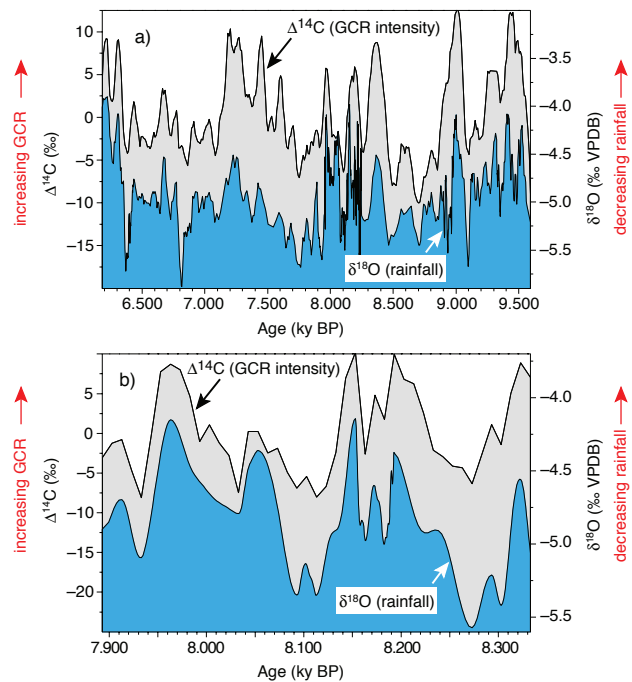 a)
Δ¹⁴C (GCR intensity)
δ¹⁸O (rainfall)
increasing GCR
Δ¹⁴C (‰)
10
5
0
−5
−10
−15
−3.5
−4.0
−4.5
−5.0
−5.5
δ¹⁸O (‰ VPDB)
decreasing rainfall
6.500 7.000 7.500 8.000 8.500 9.000 9.500
Age (ky BP)
b)
Δ¹⁴C (GCR intensity)
δ¹⁸O (rainfall)
increasing GCR
Δ¹⁴C (‰)
5
0
−5
−10
−15
−20
−4.0
−4.5
−5.0
−5.5
δ¹⁸O (‰ VPDB)
decreasing rainfall
7.900 8.000 8.100 8.200 8.300
Age (ky BP)